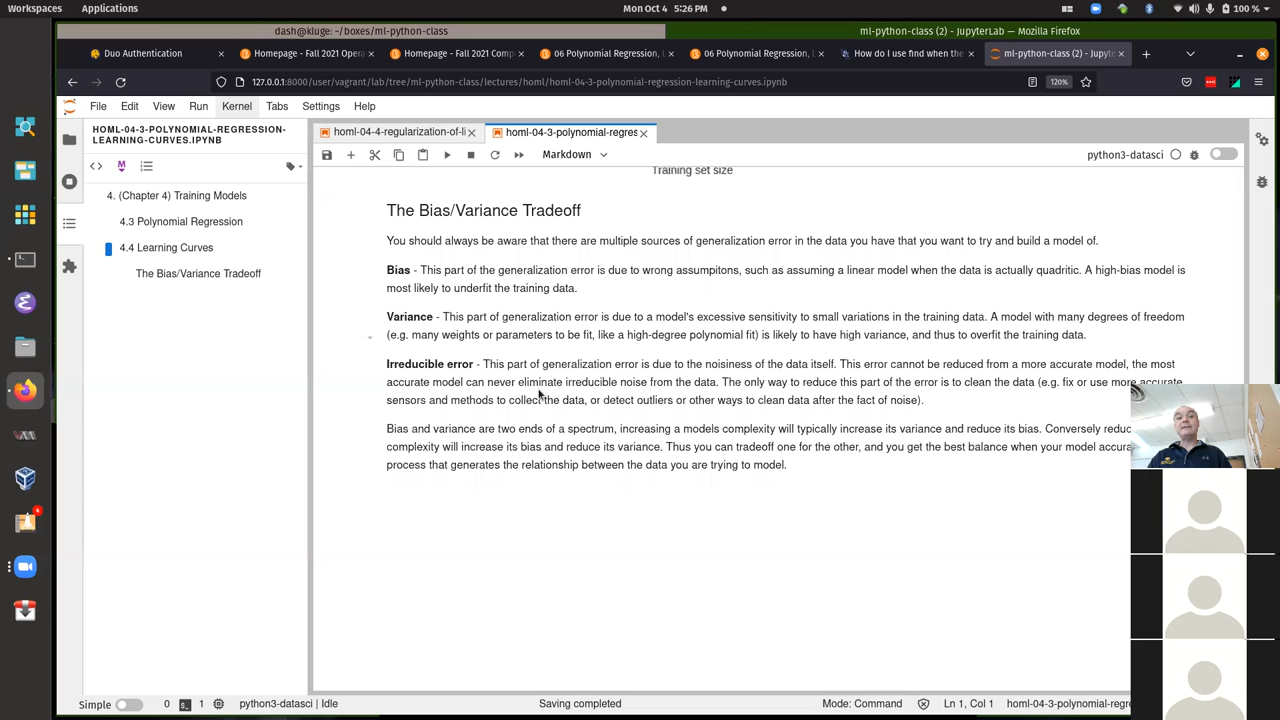 Workspaces Applications Mon Oct 4 5:26 PM 100 %
dash@kluge:~/boxes/ml-python-class ml-python-class (2) - JupyterLab — Mozilla Firefox
Duo Authentication Homepage - Fall 2021 Opera Homepage - Fall 2021 Comp 06 Polynomial Regression, L 06 Polynomial Regression, L How do I use find when the ml-python-class (2) - Jupyte
127.0.0.1:8000/user/vagrant/lab/tree/ml-python-class/lectures/homl/homl-04-3-polynomial-regression-learning-curves.ipynb 120%
File Edit View Run Kernel Tabs Settings Help
HOML-04-3-POLYNOMIAL-REGRESSION-
LEARNING-CURVES.IPYNB
homl-04-4-regularization-of-li homl-04-3-polynomial-regres
Markdown python3-datasci
4. (Chapter 4) Training Models
4.3 Polynomial Regression
4.4 Learning Curves
The Bias/Variance Tradeoff
Training set size
The Bias/Variance Tradeoff
You should always be aware that there are multiple sources of generalization error in the data you have that you want to try and build a model of.
Bias - This part of the generalization error is due to wrong assumpitons, such as assuming a linear model when the data is actually quadritic. A high-bias model is
most likely to underfit the training data.
Variance - This part of generalization error is due to a model's excessive sensitivity to small variations in the training data. A model with many degrees of freedom
(e.g. many weights or parameters to be fit, like a high-degree polynomial fit) is likely to have high variance, and thus to overfit the training data.
Irreducible error - This part of generalization error is due to the noisiness of the data itself. This error cannot be reduced from a more accurate model, the most
accurate model can never eliminate irreducible noise from the data. The only way to reduce this part of the error is to clean the data (e.g. fix or use more accurate
sensors and methods to collect the data, or detect outliers or other ways to clean data after the fact of noise).
Bias and variance are two ends of a spectrum, increasing a models complexity will typically increase its variance and reduce its bias. Conversely reduc
complexity will increase its bias and reduce its variance. Thus you can tradeoff one for the other, and you get the best balance when your model accura
process that generates the relationship between the data you are trying to model.
Simple 0 1 python3-datasci | Idle Saving completed Mode: Command Ln 1, Col 1 homl-04-3-polynomial-regre